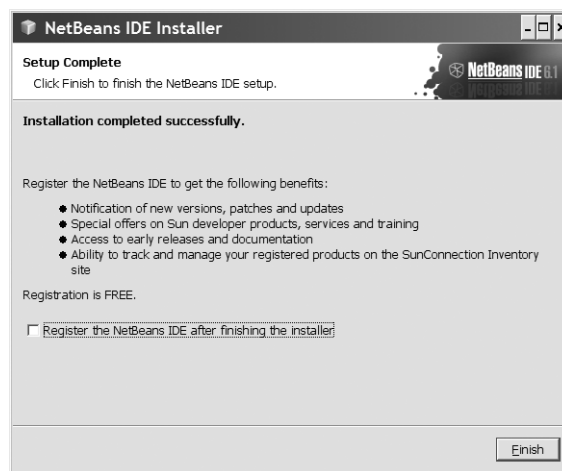 NetBeans IDE Installer
Setup Complete
Click Finish to finish the NetBeans IDE setup.
NetBeans IDE 6.1
Installation completed successfully.
Register the NetBeans IDE to get the following benefits:
Notification of new versions, patches and updates
Special offers on Sun developer products, services and training
Access to early releases and documentation
Ability to track and manage your registered products on the SunConnection Inventory
site
Registration is FREE.
Register the NetBeans IDE after finishing the installer
Finish